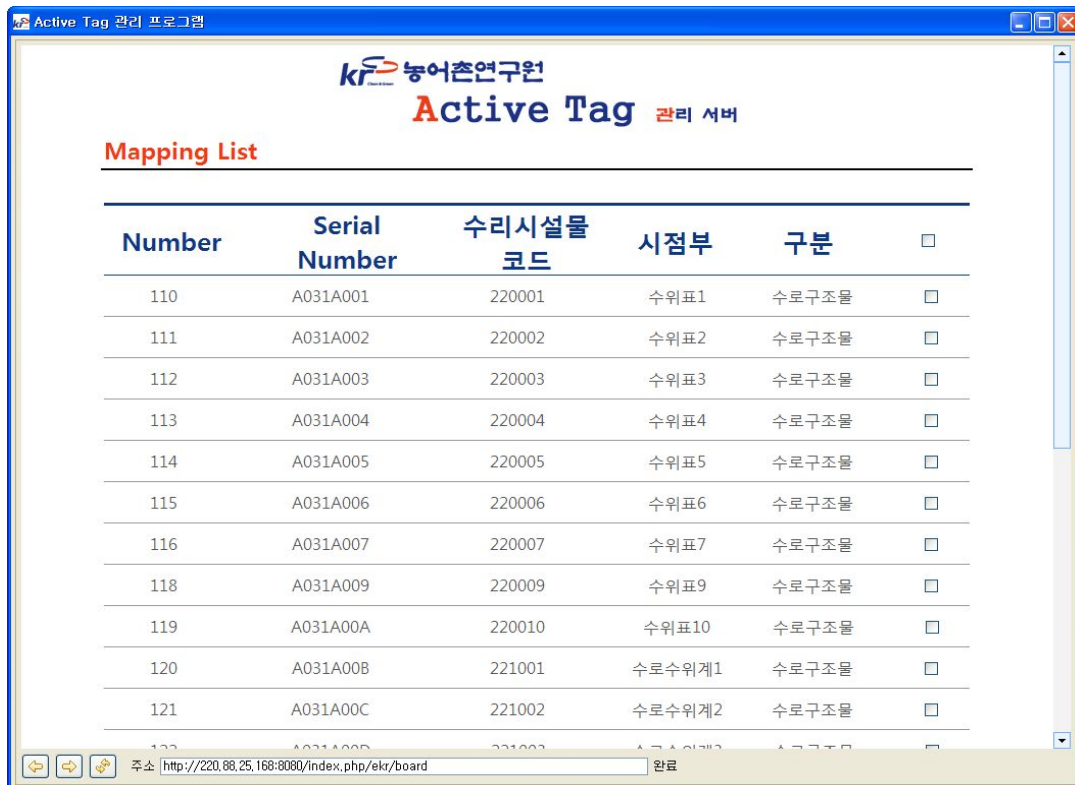 Active Tag 관리 프로그램
kr 농어촌연구원
Active Tag 관리 서버
Mapping List
Number Serial Number 수리시설물 코드 시점부 구분
110 A031A001 220001 수위표1 수로구조물
111 A031A002 220002 수위표2 수로구조물
112 A031A003 220003 수위표3 수로구조물
113 A031A004 220004 수위표4 수로구조물
114 A031A005 220005 수위표5 수로구조물
115 A031A006 220006 수위표6 수로구조물
116 A031A007 220007 수위표7 수로구조물
118 A031A009 220009 수위표9 수로구조물
119 A031A00A 220010 수위표10 수로구조물
120 A031A00B 221001 수로수위계1 수로구조물
121 A031A00C 221002 수로수위계2 수로구조물
주소 http://220,88,25,168:8080/index,php/ekr/board 완료